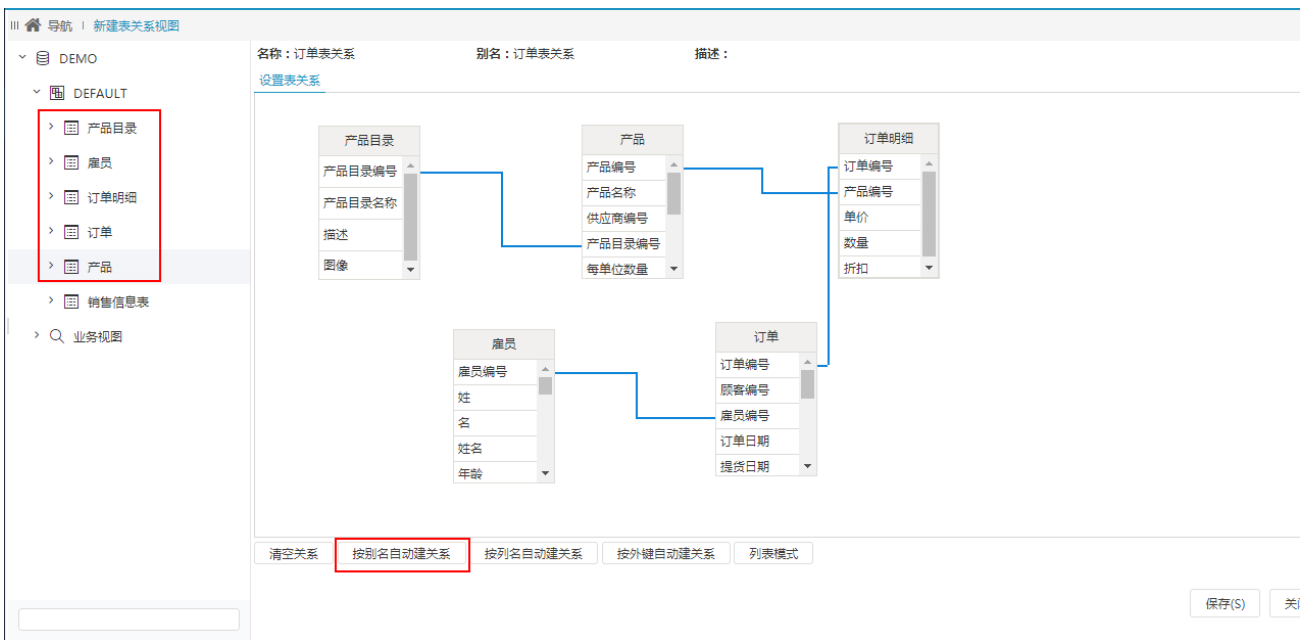 导航 新建表关系视图
DEMO
DEFAULT
产品目录
雇员
订单明细
订单
产品
销售信息表
业务视图
名称：订单表关系 别名：订单表关系 描述：
设置表关系
产品目录
产品目录编号
产品目录名称
描述
图像
产品
产品编号
产品名称
供应商编号
产品目录编号
每单位数量
订单明细
订单编号
产品编号
单价
数量
折扣
雇员
雇员编号
姓
名
姓名
年龄
订单
订单编号
顾客编号
雇员编号
订单日期
提货日期
清空关系 按别名自动建关系 按列名自动建关系 按外键自动建关系 列表模式
保存(S)